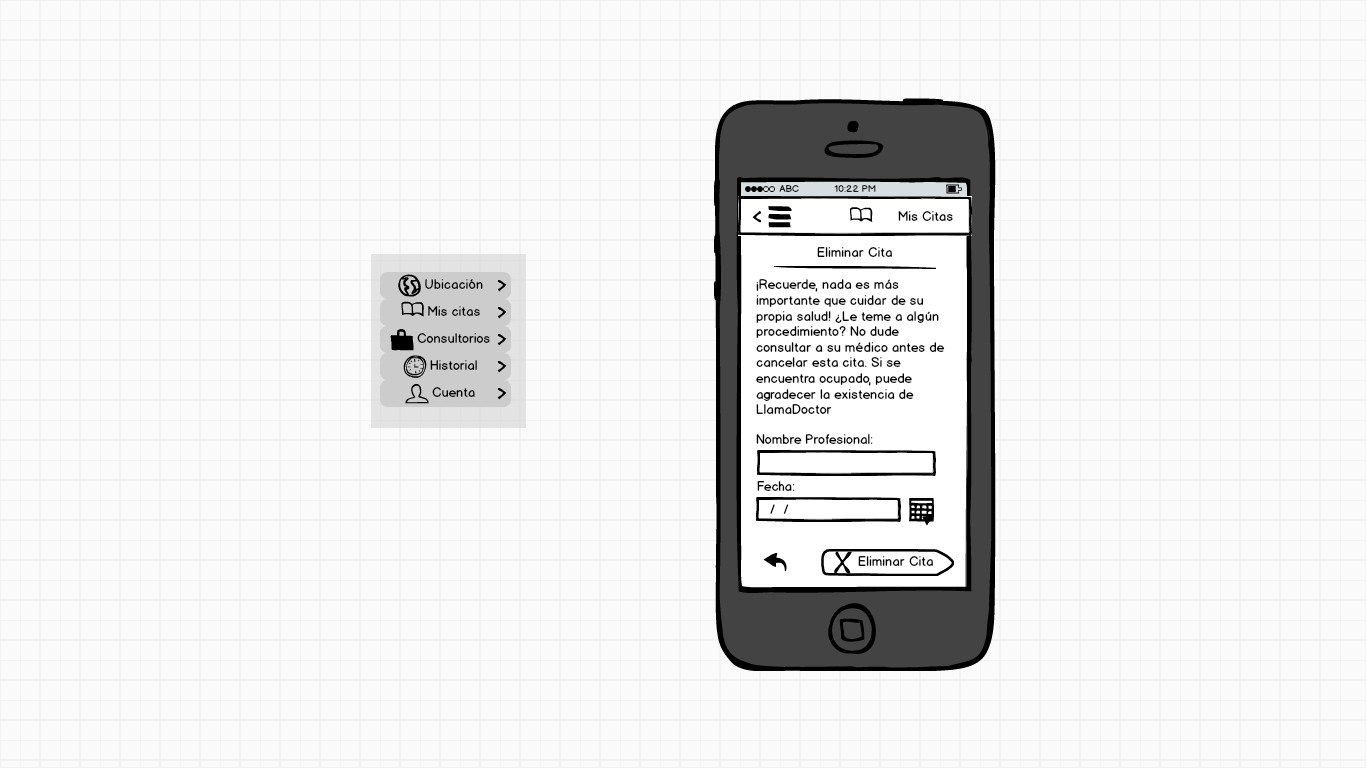 Ubicación
Mis citas
Consultorios
Historial
Cuenta
ABC 10:22 PM
Mis Citas
Eliminar Cita
¡Recuerde, nada es más
importante que cuidar de su
propia salud! ¿Le teme a algún
procedimiento? No dude
consultar a su médico antes de
cancelar esta cita. Si se
encuentra ocupado, puede
agradecer la existencia de
LlamaDoctor
Nombre Profesional:
Fecha:
/ /
Eliminar Cita